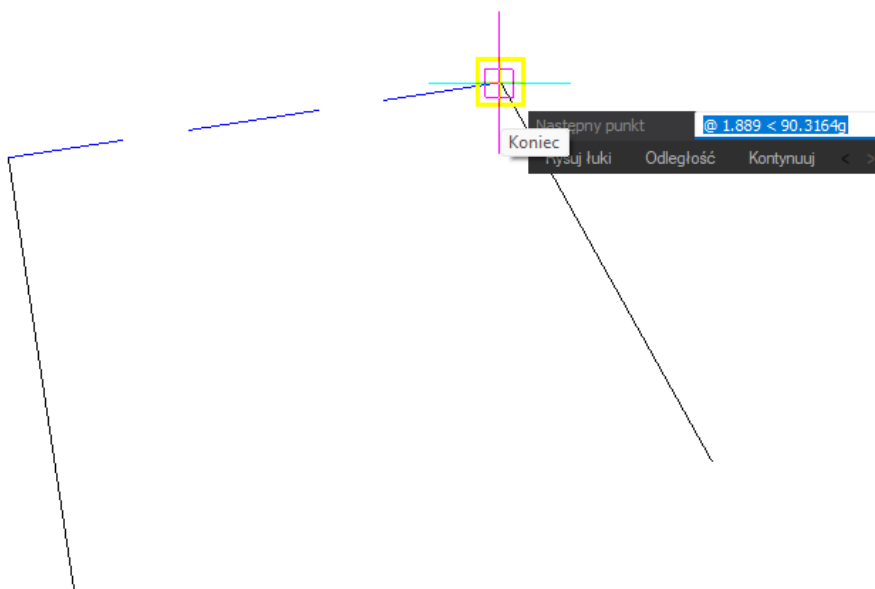 Następny punkt @ 1.889 < 90.3164g
Koniec
Rysuj łuki Odległość Kontynuuj < >